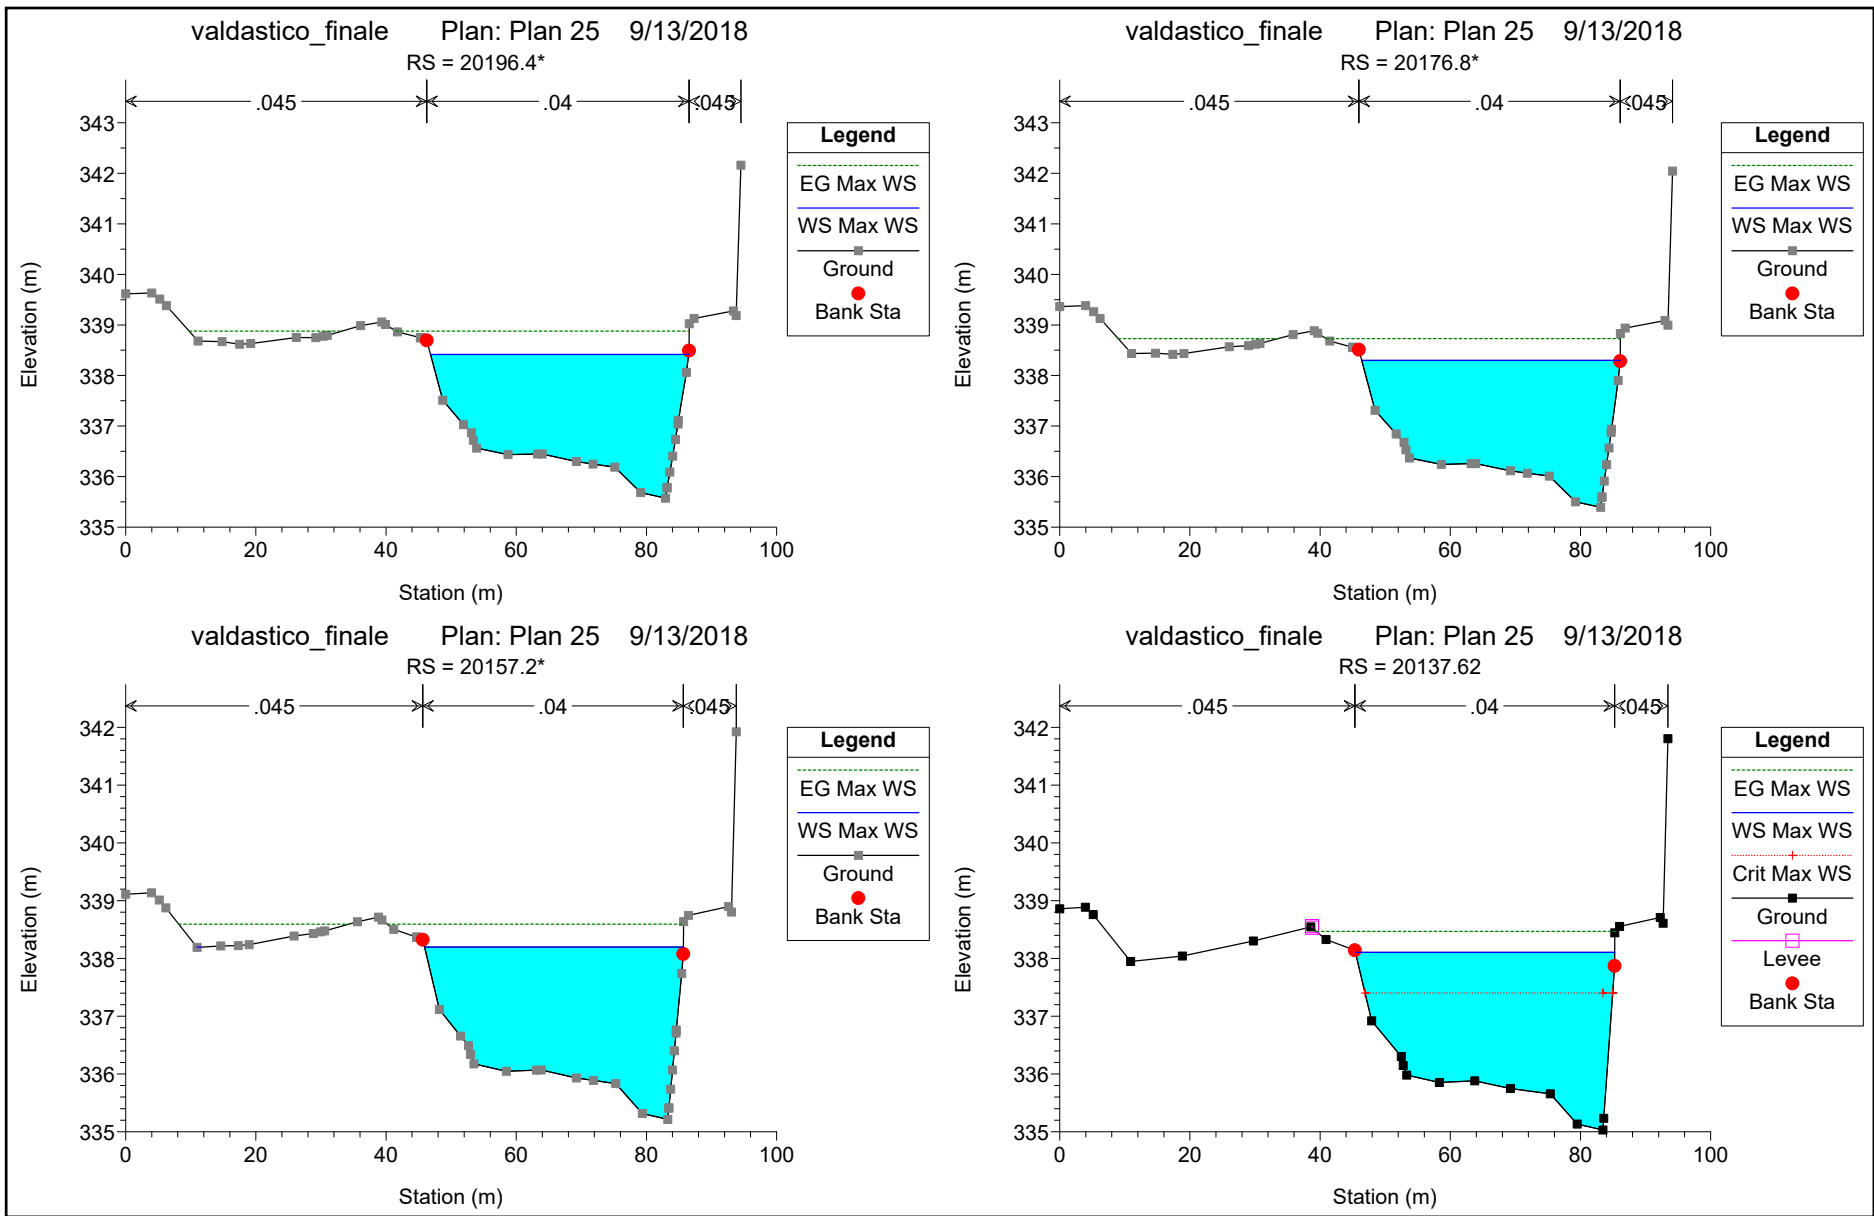 valdastico_finale Plan: Plan 25 9/13/2018
RS = 20196.4*
.045 .04 .045
343
342
341
340
339
338
337
336
335
Elevation (m)
0 20 40 60 80 100
Station (m)
Legend
EG Max WS
WS Max WS
Ground
Bank Sta
valdastico_finale Plan: Plan 25 9/13/2018
RS = 20176.8*
.045 .04 .045
343
342
341
340
339
338
337
336
335
Elevation (m)
0 20 40 60 80 100
Station (m)
Legend
EG Max WS
WS Max WS
Ground
Bank Sta
valdastico_finale Plan: Plan 25 9/13/2018
RS = 20157.2*
.045 .04 .045
342
341
340
339
338
337
336
335
Elevation (m)
0 20 40 60 80 100
Station (m)
Legend
EG Max WS
WS Max WS
Ground
Bank Sta
valdastico_finale Plan: Plan 25 9/13/2018
RS = 20137.62
.045 .04 .045
342
341
340
339
338
337
336
335
Elevation (m)
0 20 40 60 80 100
Station (m)
Legend
EG Max WS
WS Max WS
Crit Max WS
Ground
Levee
Bank Sta